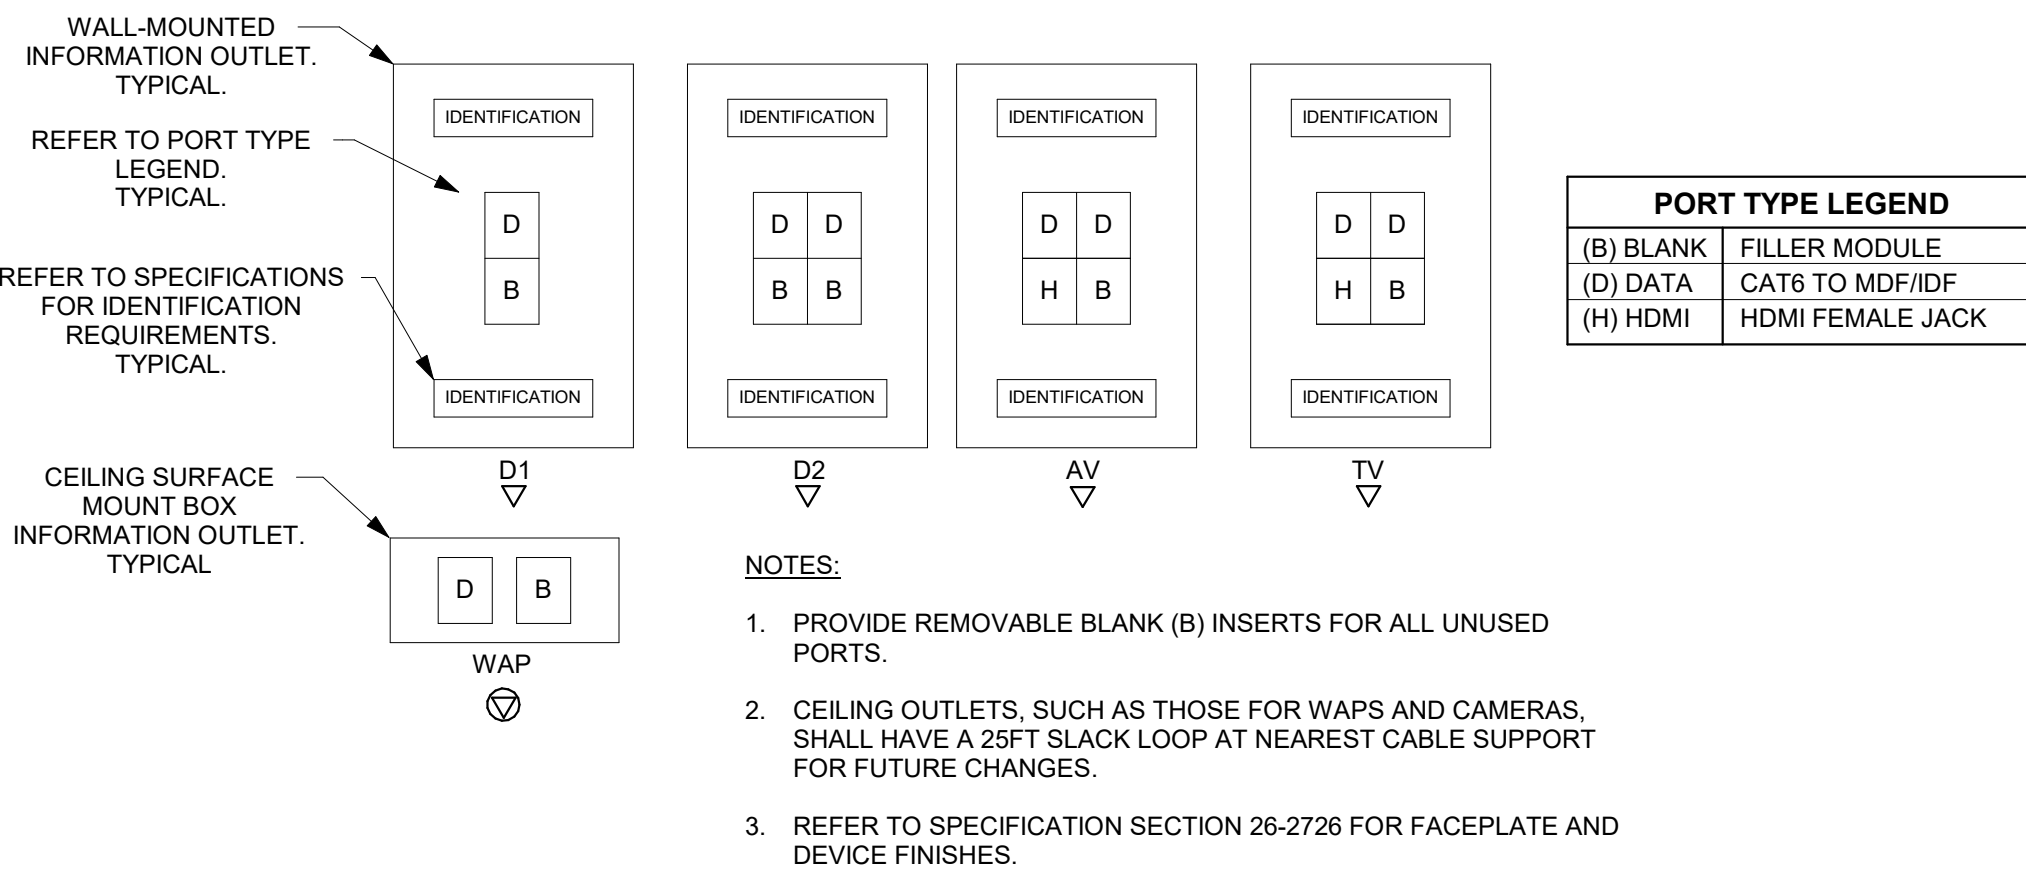 WALL-MOUNTED
INFORMATION OUTLET.
TYPICAL.
REFER TO PORT TYPE
LEGEND.
TYPICAL.
REFER TO SPECIFICATIONS
FOR IDENTIFICATION
REQUIREMENTS.
TYPICAL.
CEILING SURFACE
MOUNT BOX
INFORMATION OUTLET.
TYPICAL
IDENTIFICATION
D
B
IDENTIFICATION
D1
IDENTIFICATION
D D
B B
IDENTIFICATION
D2
IDENTIFICATION
D D
H B
IDENTIFICATION
AV
IDENTIFICATION
D D
H B
IDENTIFICATION
TV
D B
WAP
PORT TYPE LEGEND
(B) BLANK FILLER MODULE
(D) DATA CAT6 TO MDF/IDF
(H) HDMI HDMI FEMALE JACK
NOTES:
1. PROVIDE REMOVABLE BLANK (B) INSERTS FOR ALL UNUSED
PORTS.
2. CEILING OUTLETS, SUCH AS THOSE FOR WAPS AND CAMERAS,
SHALL HAVE A 25FT SLACK LOOP AT NEAREST CABLE SUPPORT
FOR FUTURE CHANGES.
3. REFER TO SPECIFICATION SECTION 26-2726 FOR FACEPLATE AND
DEVICE FINISHES.